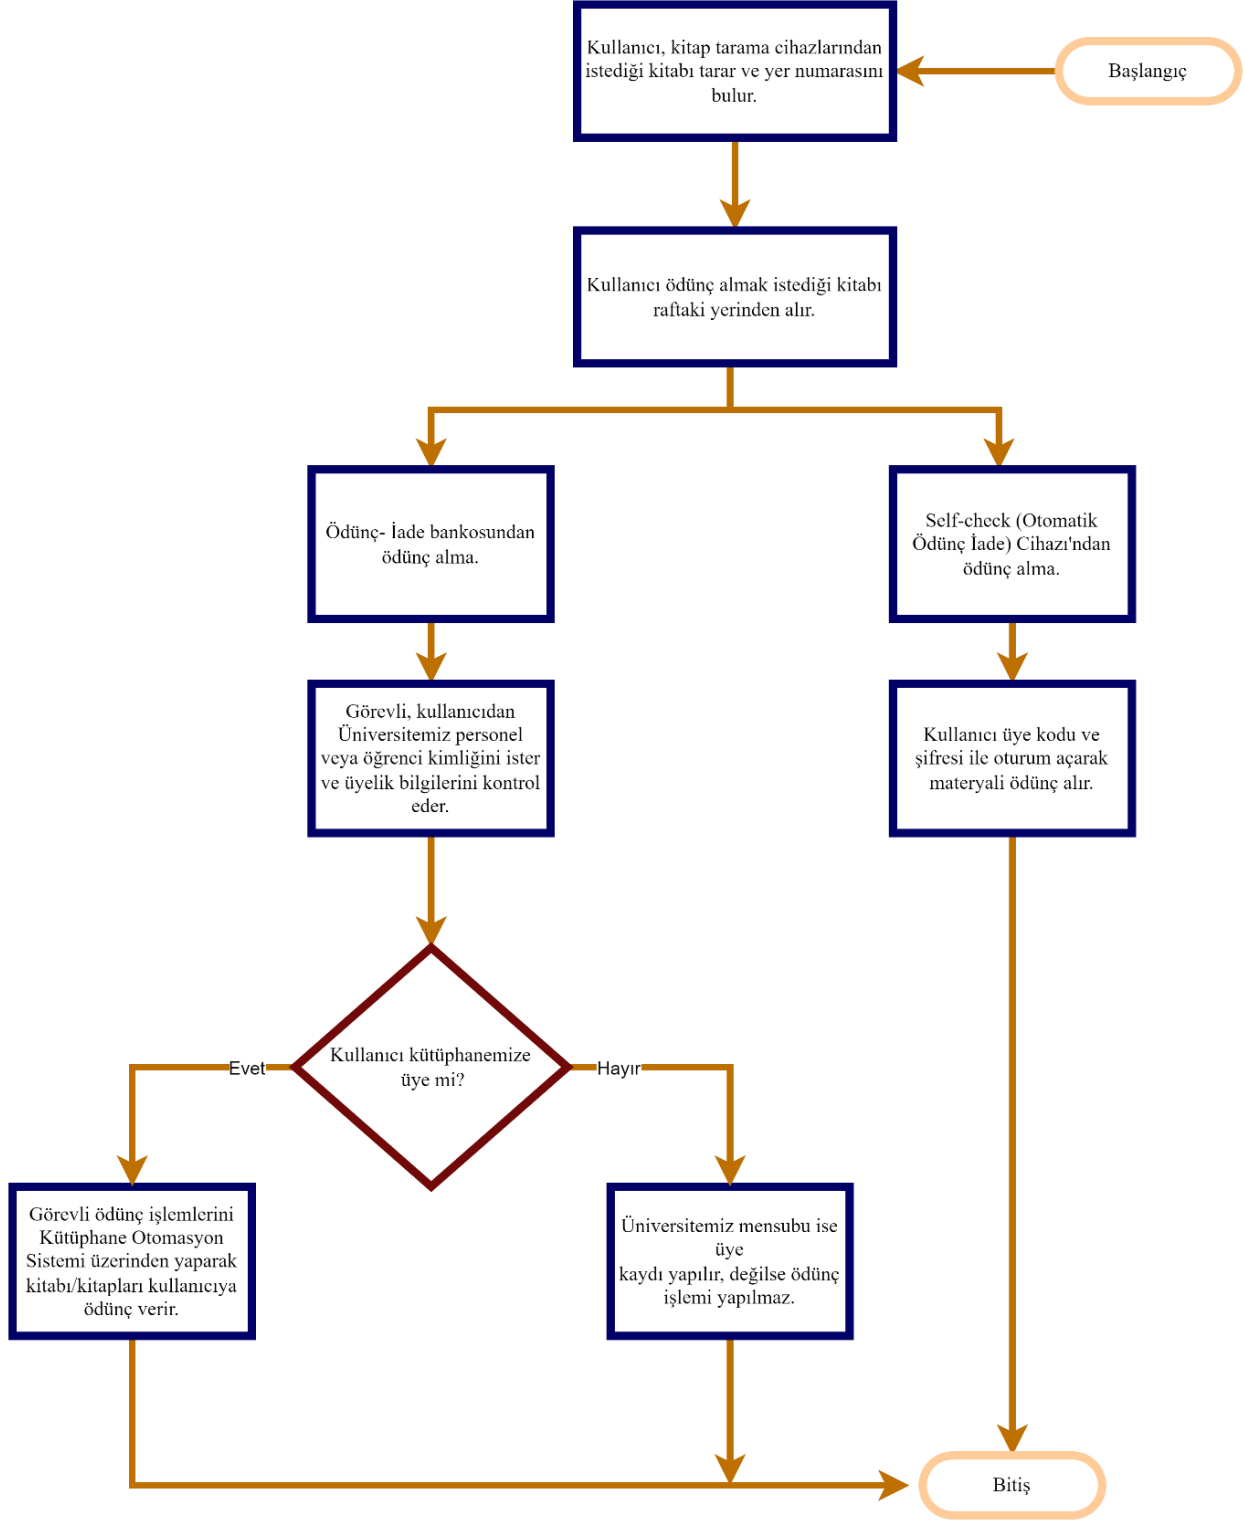 Başlangıç
Kullanıcı, kitap tarama cihazlarından
istediği kitabı tarar ve yer numarasını
bulur.
Kullanıcı ödünç almak istediği kitabı
raftaki yerinden alır.
Ödünç- İade bankosundan
ödünç alma.
Self-check (Otomatik
Ödünç İade) Cihazı'ndan
ödünç alma.
Görevli, kullanıcıdan
Üniversitemiz personel
veya öğrenci kimliğini ister
ve üyelik bilgilerini kontrol
eder.
Kullanıcı üye kodu ve
şifresi ile oturum açarak
materyali ödünç alır.
Kullanıcı kütüphanemize
üye mi?
Evet
Hayır
Görevli ödünç işlemlerini
Kütüphane Otomasyon
Sistemi üzerinden yaparak
kitabı/kitapları kullanıcıya
ödünç verir.
Üniversitemiz mensubu ise
üye
kaydı yapılır, değilse ödünç
işlemi yapılmaz.
Bitiş